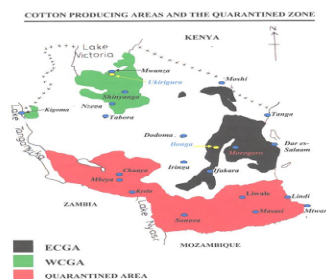 COTTON PRODUCING AREAS AND THE QUARANTINED ZONE
KENYA
Lake
Victoria
N
Mwanza
Ukiriguru
Moshi
Shinyanga
Kigoma
Nzega
Tabora
Tanga
Lake Tanganyika
Dodoma
Ilonga
Dar es-
Salaam
Morogoro
Iringa
Ifakara
Chunya
Mbeya
Kyela
Liwale
Lindi
ZAMBIA
Lake Nyasa
Masasi
Mtwara
Songea
MOZAMBIQUE
ECGA
WCGA
QUARANTINED AREA